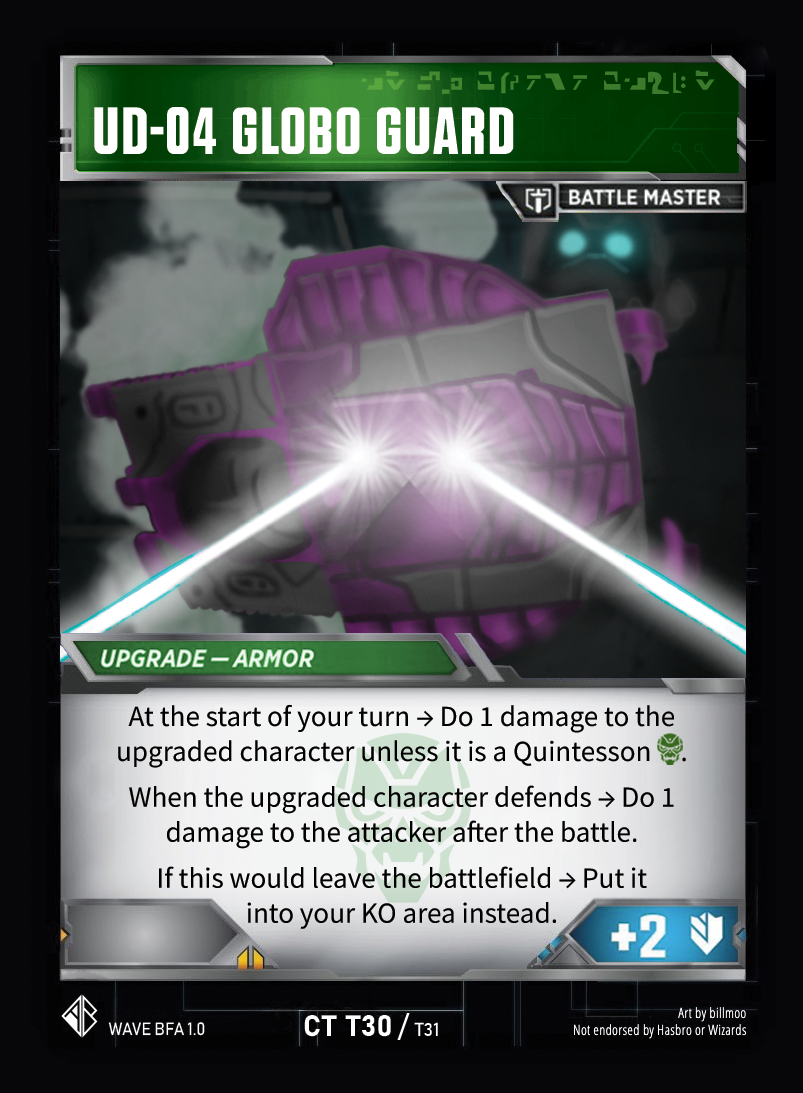 UD-04 GLOBO GUARD
BATTLE MASTER
UPGRADE — ARMOR
At the start of your turn → Do 1 damage to the
upgraded character unless it is a Quintesson .
When the upgraded character defends → Do 1
damage to the attacker after the battle.
If this would leave the battlefield → Put it
into your KO area instead.
+2
WAVE BFA 1.0
CT T30 / T31
Art by billmoo
Not endorsed by Hasbro or Wizards